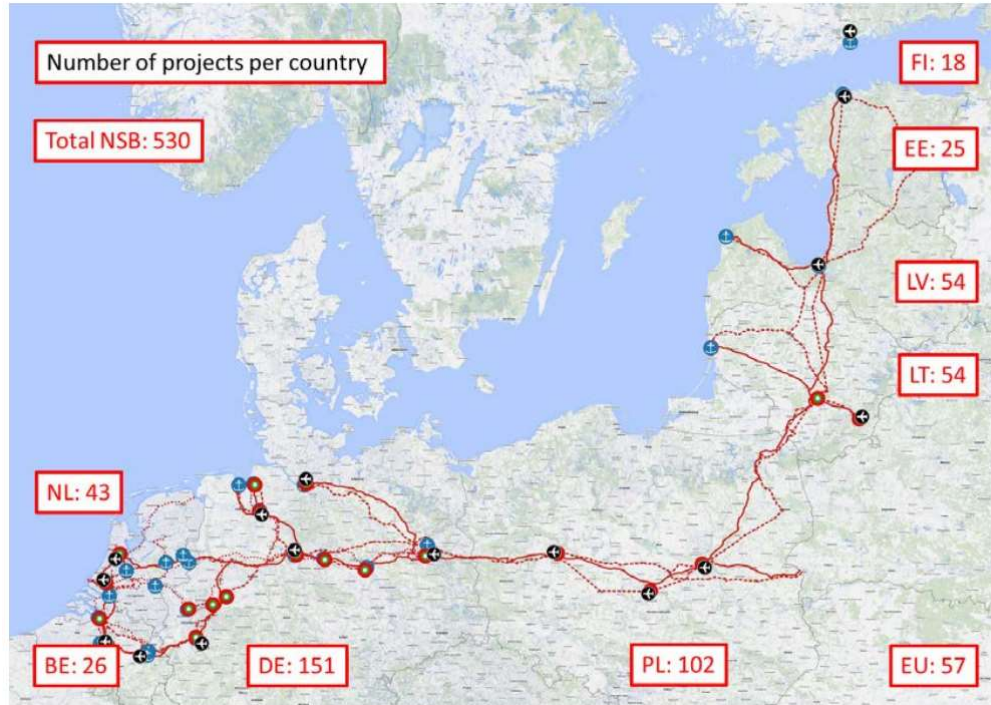 Number of projects per country
Total NSB: 530
FI: 18
EE: 25
LV: 54
LT: 54
NL: 43
BE: 26
DE: 151
PL: 102
EU: 57